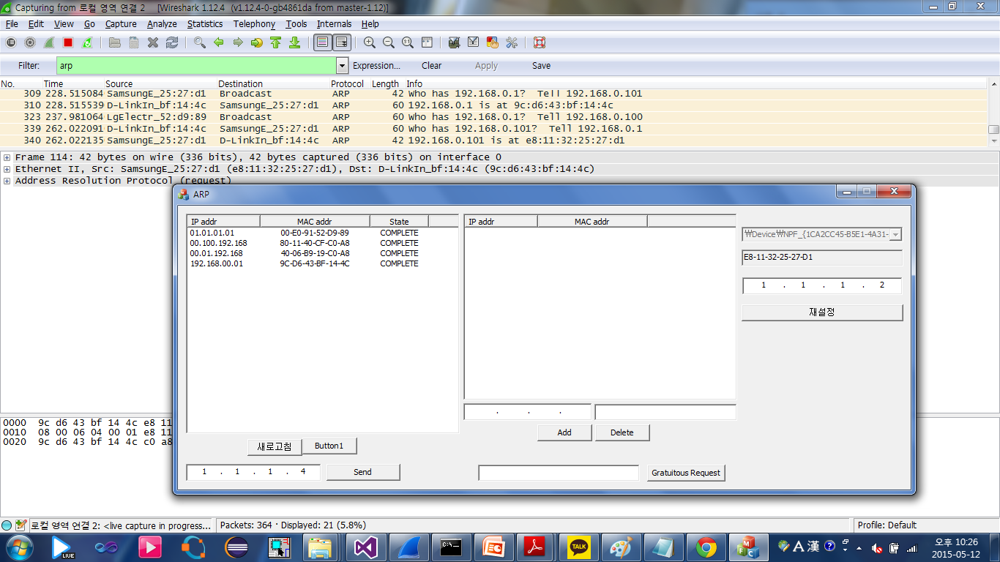 Capturing from 로컬 영역 연결 2 [Wireshark 1.12.4 (v1.12.4-0-gb4861da from master-1.12)]
File Edit View Go Capture Analyze Statistics Telephony Tools Internals Help
Filter: arp Expression... Clear Apply Save
No. Time Source Destination Protocol Length Info
309 228.515084 SamsungE_25:27:d1 Broadcast ARP 42 Who has 192.168.0.1? Tell 192.168.0.101
310 228.515539 D-LinkIn_bf:14:4c SamsungE_25:27:d1 ARP 60 192.168.0.1 is at 9c:d6:43:bf:14:4c
323 237.981064 LgElectr_52:d9:89 Broadcast ARP 60 Who has 192.168.0.1? Tell 192.168.0.100
339 262.022091 D-LinkIn_bf:14:4c SamsungE_25:27:d1 ARP 60 Who has 192.168.0.101? Tell 192.168.0.1
340 262.022135 SamsungE_25:27:d1 D-LinkIn_bf:14:4c ARP 42 192.168.0.101 is at e8:11:32:25:27:d1
Frame 114: 42 bytes on wire (336 bits), 42 bytes captured (336 bits) on interface 0
Ethernet II, Src: SamsungE_25:27:d1 (e8:11:32:25:27:d1), Dst: D-LinkIn_bf:14:4c (9c:d6:43:bf:14:4c)
Address Resolution Protocol (request)
ARP
IP addr MAC addr State
01.01.01.01 00-E0-91-52-D9-89 COMPLETE
00.100.192.168 80-11-40-CF-C0-A8 COMPLETE
00.01.192.168 40-06-B9-19-C0-A8 COMPLETE
192.168.00.01 9C-D6-43-BF-14-4C COMPLETE
새로고침 Button1
1 . 1 . 1 . 4 Send
IP addr MAC addr
. . .
Add Delete
Gratuitous Request
₩Device₩NPF_{1CA2CC45-B5E1-4A31-
E8-11-32-25-27-D1
1 . 1 . 1 . 2
재설정
0000 9c d6 43 bf 14 4c e8 11
0010 08 00 06 04 00 01 e8 11
0020 9c d6 43 bf 14 4c c0 a8
로컬 영역 연결 2: <live capture in progress... Packets: 364 · Displayed: 21 (5.8%) Profile: Default
LIVE
C:\_
TALK
MFC
A 漢
오후 10:26
2015-05-12